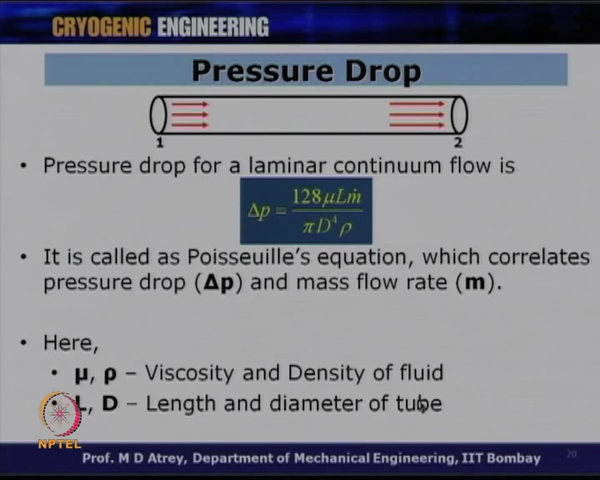 CRYOGENIC ENGINEERING
Pressure Drop
1 2
• Pressure drop for a laminar continuum flow is
Δp = 128μLṁ / πD⁴ρ
• It is called as Poisseuille's equation, which correlates
pressure drop (Δp) and mass flow rate (m).
• Here,
• μ, ρ – Viscosity and Density of fluid
• L, D – Length and diameter of tube
NPTEL
Prof. M D Atrey, Department of Mechanical Engineering, IIT Bombay 20